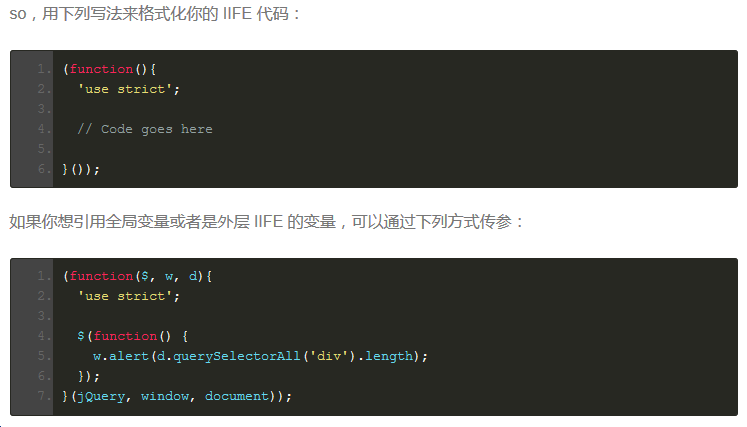 so，用下列写法来格式化你的 IIFE 代码：
1. (function(){
2.   'use strict';
3.
4.   // Code goes here
5.
6. }());
如果你想引用全局变量或者是外层 IIFE 的变量，可以通过下列方式传参：
1. (function($, w, d){
2.   'use strict';
3.
4.   $(function() {
5.     w.alert(d.querySelectorAll('div').length);
6.   });
7. }(jQuery, window, document));